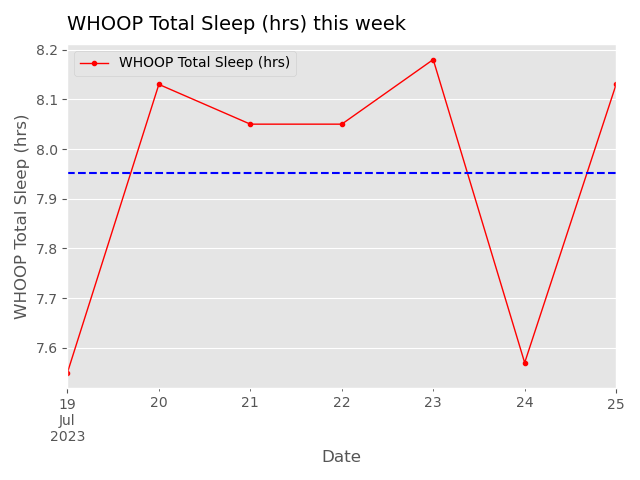 WHOOP Total Sleep (hrs) this week
WHOOP Total Sleep (hrs)
WHOOP Total Sleep (hrs)
8.2
8.1
8.0
7.9
7.8
7.7
7.6
19 20 21 22 23 24 25
Jul
2023
Date